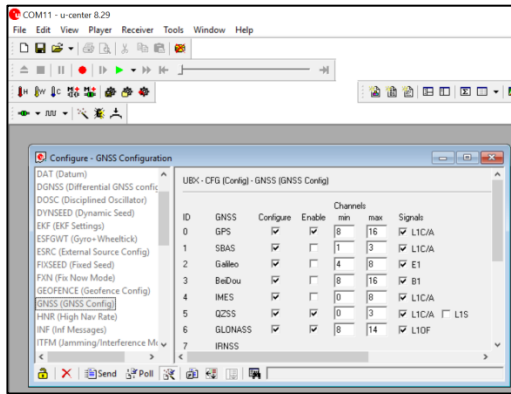 COM11 - u-center 8.29
File Edit View Player Receiver Tools Window Help
Configure - GNSS Configuration
DAT (Datum)
DGNSS (Differential GNSS config
DOSC (Disciplined Oscillator)
DYNSEED (Dynamic Seed)
EKF (EKF Settings)
ESFGWT (Gyro+Wheeltick)
ESRC (External Source Config)
FIXSEED (Fixed Seed)
FXN (Fix Now Mode)
GEOFENCE (Geofence Config)
GNSS (GNSS Config)
HNR (High Nav Rate)
INF (Inf Messages)
ITFM (Jamming/Interference Mo
UBX - CFG (Config) - GNSS (GNSS Config)
Channels
ID GNSS Configure Enable min max Signals
0 GPS 8 16 L1C/A
1 SBAS 1 3 L1C/A
2 Galileo 4 8 E1
3 BeiDou 8 16 B1
4 IMES 0 8 L1C/A
5 QZSS 0 3 L1C/A L1S
6 GLONASS 8 14 L1OF
7 IRNSS
Send Poll